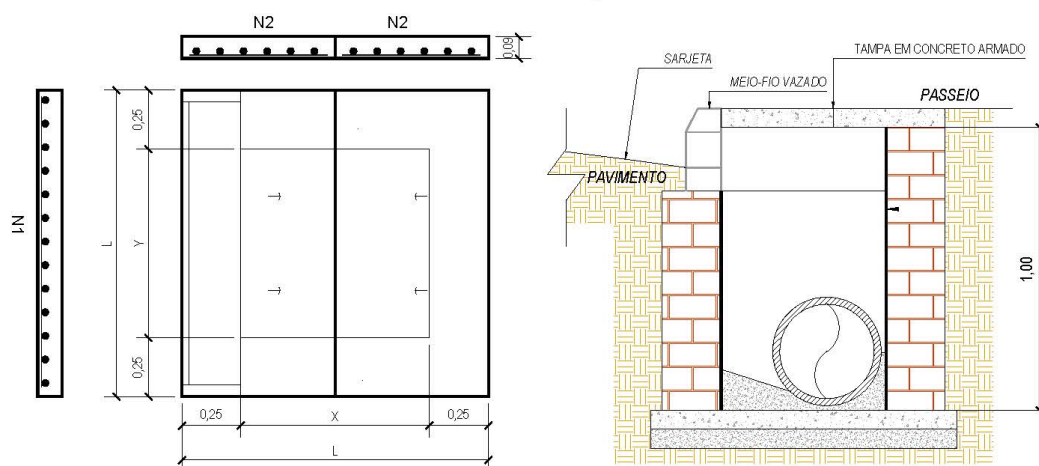 N2
N2
0,09
0,25
N1
L
Y
0,25
0,25
X
0,25
L
SARJETA
MEIO-FIO VAZADO
TAMPA EM CONCRETO ARMADO
PASSEIO
PAVIMENTO
1,00